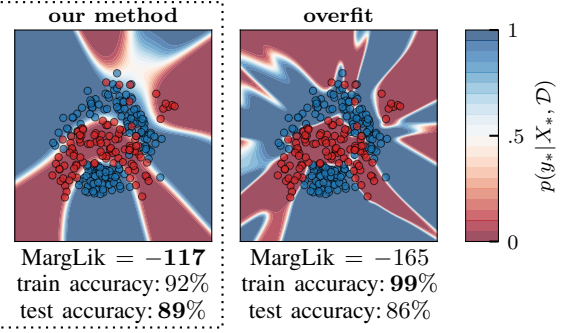 our method
MargLik = −117
train accuracy: 92%
test accuracy: 89%
overfit
MargLik = −165
train accuracy: 99%
test accuracy: 86%
1
.5
0
p(y*|X*, D)